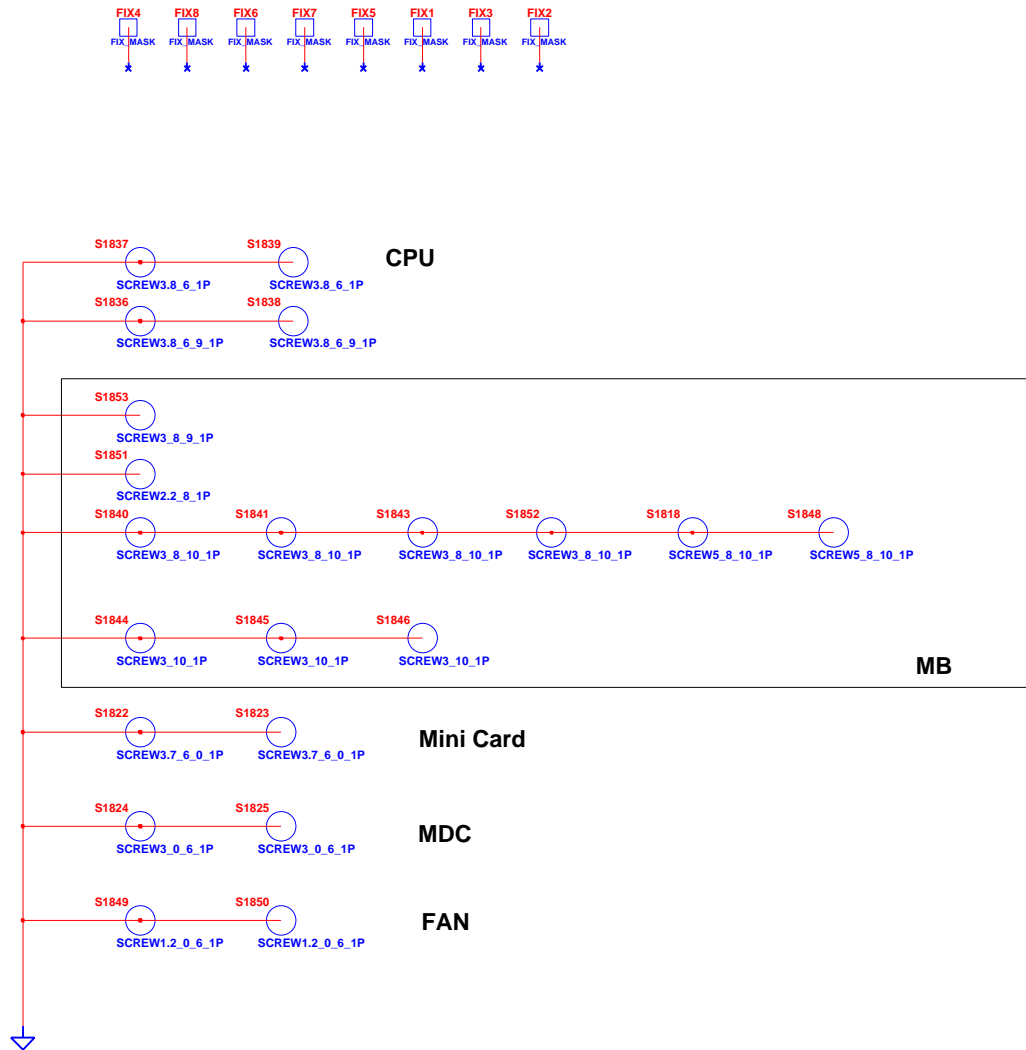 FIX4 FIX8 FIX6 FIX7 FIX5 FIX1 FIX3 FIX2
FIX_MASK FIX_MASK FIX_MASK FIX_MASK FIX_MASK FIX_MASK FIX_MASK FIX_MASK
S1837 S1839
CPU
SCREW3.8_6_1P SCREW3.8_6_1P
S1836 S1838
SCREW3.8_6_9_1P SCREW3.8_6_9_1P
S1853
SCREW3_8_9_1P
S1851
SCREW2.2_8_1P
S1840 S1841 S1843 S1852 S1818 S1848
SCREW3_8_10_1P SCREW3_8_10_1P SCREW3_8_10_1P SCREW3_8_10_1P SCREW5_8_10_1P SCREW5_8_10_1P
S1844 S1845 S1846
SCREW3_10_1P SCREW3_10_1P SCREW3_10_1P
MB
S1822 S1823
Mini Card
SCREW3.7_6_0_1P SCREW3.7_6_0_1P
S1824 S1825
MDC
SCREW3_0_6_1P SCREW3_0_6_1P
S1849 S1850
FAN
SCREW1.2_0_6_1P SCREW1.2_0_6_1P